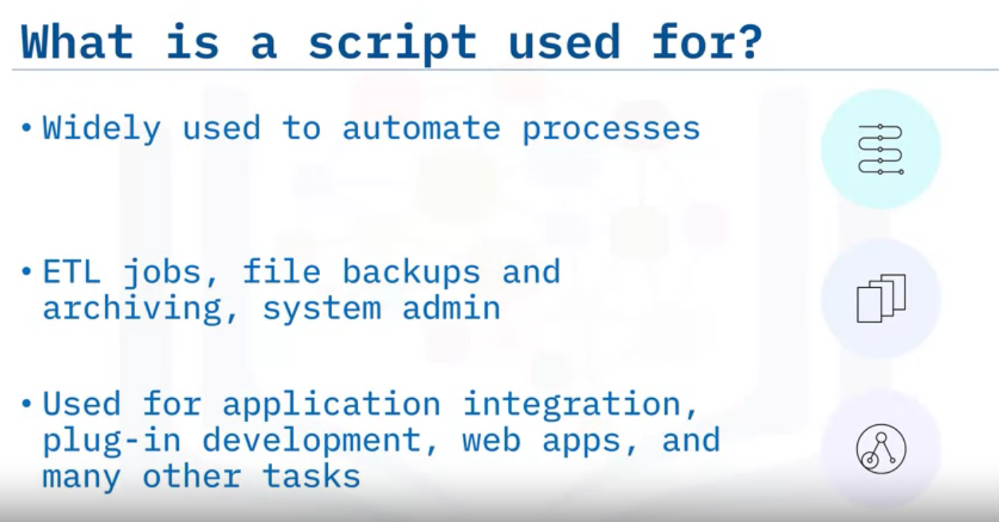 What is a script used for?
• Widely used to automate processes
• ETL jobs, file backups and
archiving, system admin
• Used for application integration,
plug-in development, web apps, and
many other tasks